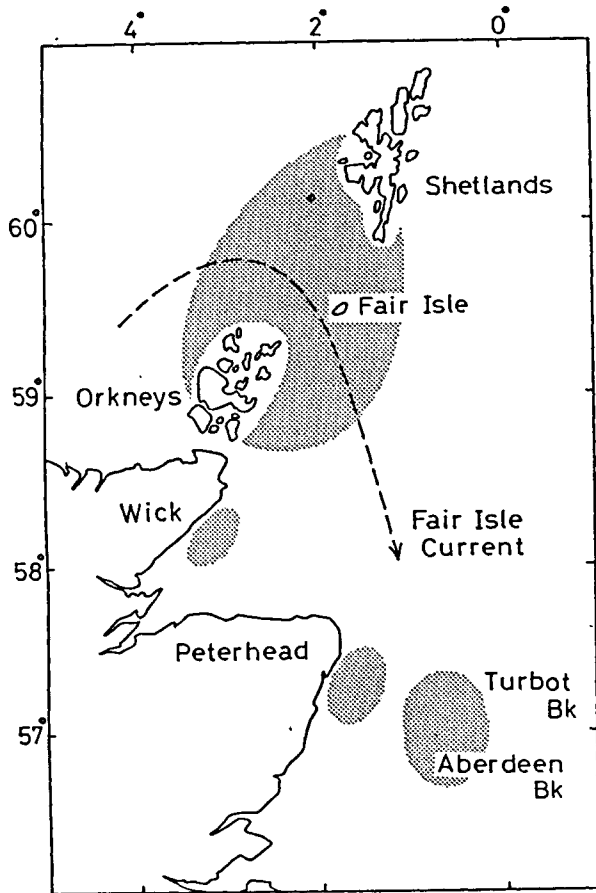 4° 2° 0°
Shetlands
60°
Fair Isle
59°
Orkneys
Wick
Fair Isle
Current
58°
Peterhead
Turbot
Bk
57°
Aberdeen
Bk